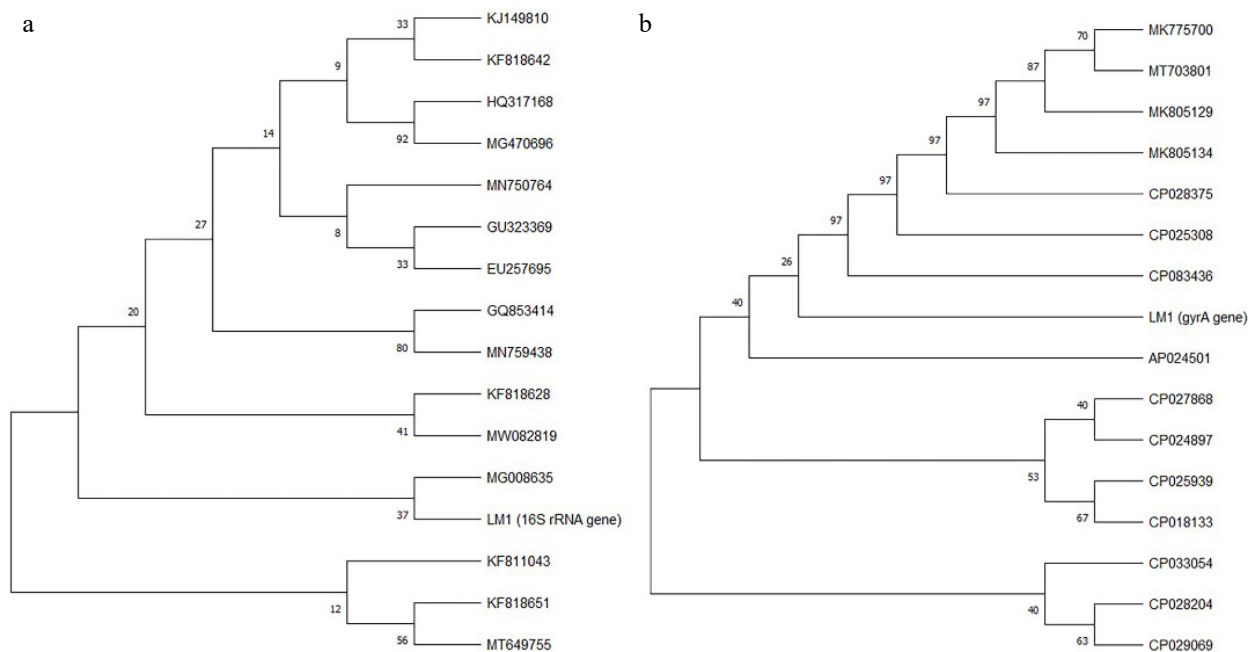 a
33
KJ149810
KF818642
9
HQ317168
92
MG470696
14
MN750764
8
GU323369
33
EU257695
27
GQ853414
80
MN759438
20
KF818628
41
MW082819
MG008635
37
LM1 (16S rRNA gene)
KF811043
12
KF818651
56
MT649755
b
MK775700
70
MT703801
87
MK805129
97
MK805134
97
CP028375
97
CP025308
97
CP083436
26
LM1 (gyrA gene)
40
AP024501
CP027868
40
CP024897
53
CP025939
67
CP018133
CP033054
40
CP028204
63
CP029069